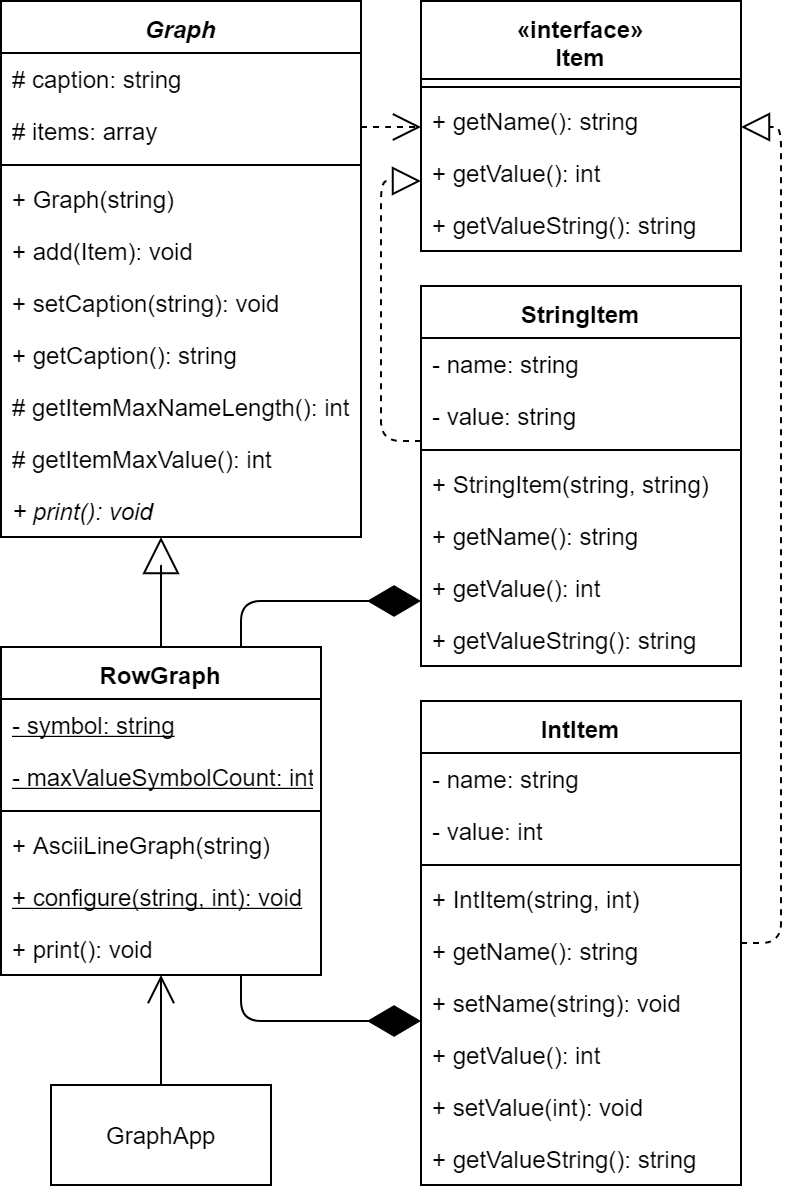 Graph
# caption: string
# items: array
+ Graph(string)
+ add(Item): void
+ setCaption(string): void
+ getCaption(): string
# getItemMaxNameLength(): int
# getItemMaxValue(): int
+ print(): void
«interface»
Item
+ getName(): string
+ getValue(): int
+ getValueString(): string
StringItem
- name: string
- value: string
+ StringItem(string, string)
+ getName(): string
+ getValue(): int
+ getValueString(): string
RowGraph
- symbol: string
- maxValueSymbolCount: int
+ AsciiLineGraph(string)
+ configure(string, int): void
+ print(): void
IntItem
- name: string
- value: int
+ IntItem(string, int)
+ getName(): string
+ setName(string): void
+ getValue(): int
+ setValue(int): void
+ getValueString(): string
GraphApp